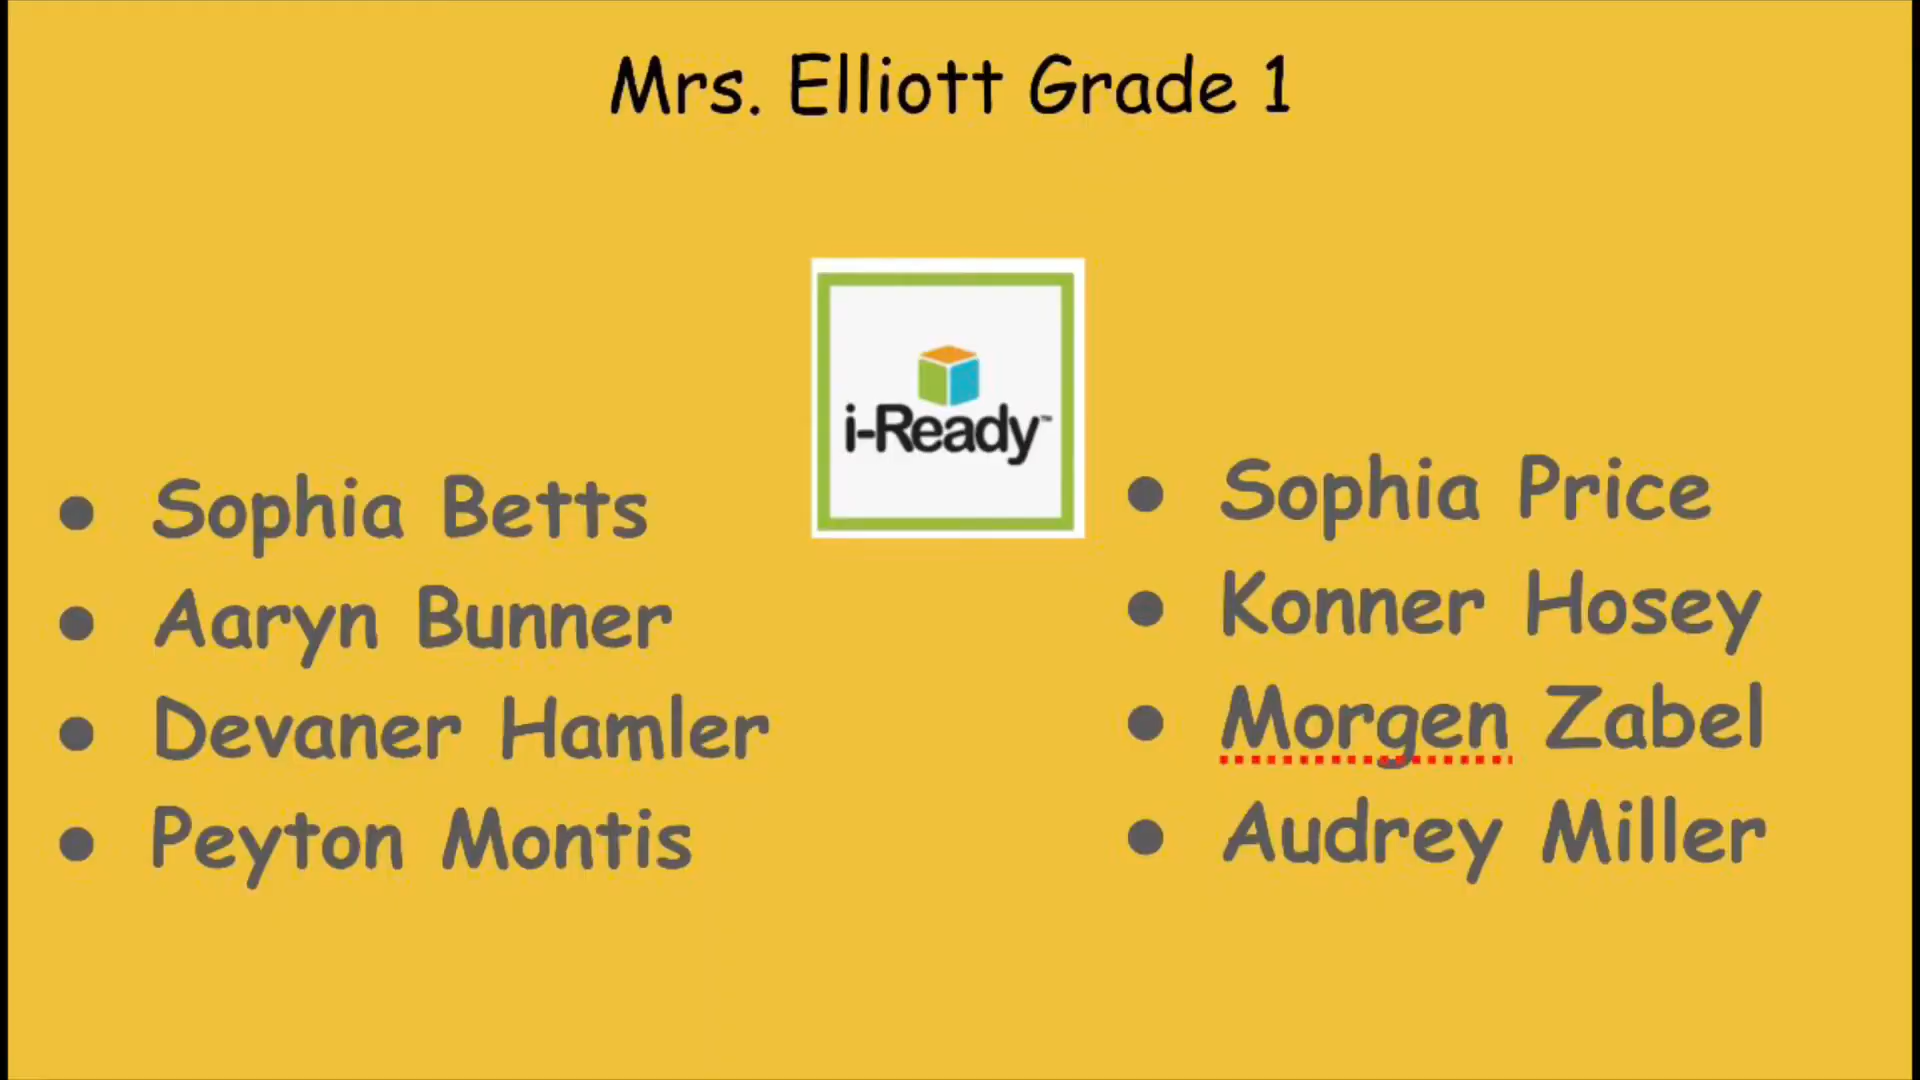 Mrs. Elliott Grade 1
i-Ready™
● Sophia Betts
● Aaryn Bunner
● Devaner Hamler
● Peyton Montis
● Sophia Price
● Konner Hosey
● Morgen Zabel
● Audrey Miller